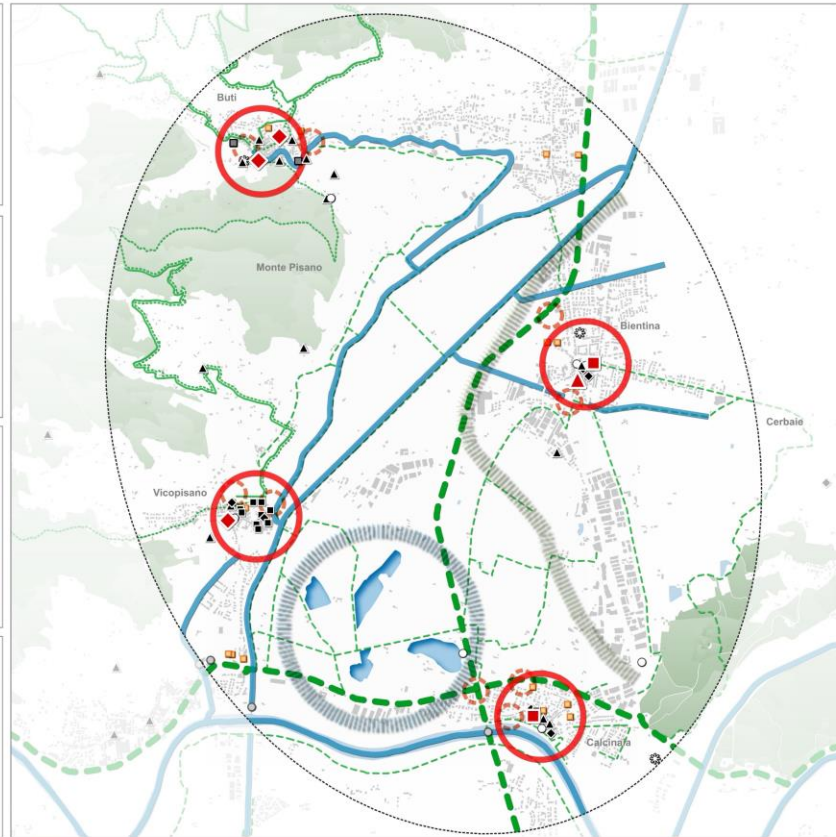 Buti
Monte Pisano
Bientina
Cerbaie
Vicopisano
Calcinaia